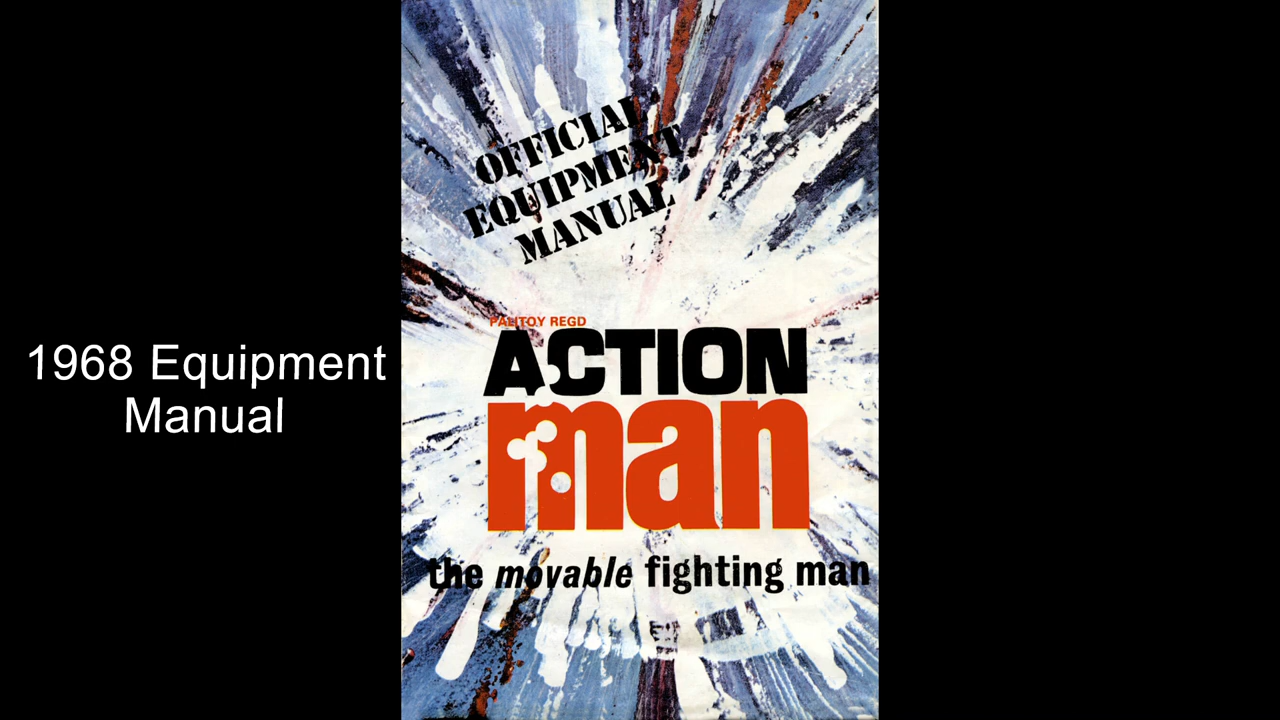 1968 Equipment
Manual
OFFICIAL
EQUIPMENT
MANUAL
PALITOY REGD
ACTION
man
the movable fighting man